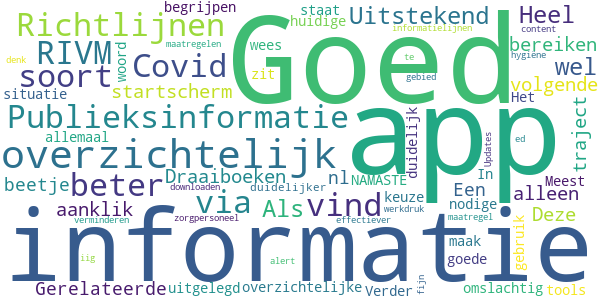 begrijpen
staat
huidige
Uitstekend
informatielijnen
Heel
content
Richtlijnen
maatregelen
Goed
wees
te
bereiken
denk
RIVM
woord
Covid
zit
gebied
hygiene
soort
startscherm
app
wel
volgende
situatie
Het
Publieksinformatie
duidelijk
traject
allemaal
ed
overzichtelijk
In
Updates
Meest
beetje
beter
downloaden
Draaiboeken
duidelijker
nl
NAMASTE
keuze
Een
nodige
alleen
aanklik
via
Als
vind
werkdruk
maatregel
Deze
verminderen
zorgpersoneel
effectiever
maak
goede
gebruik
informatie
iig
alert
fijn
Gerelateerde
uitgelegd
overzichtelijke
Verder
omslachtig
tools